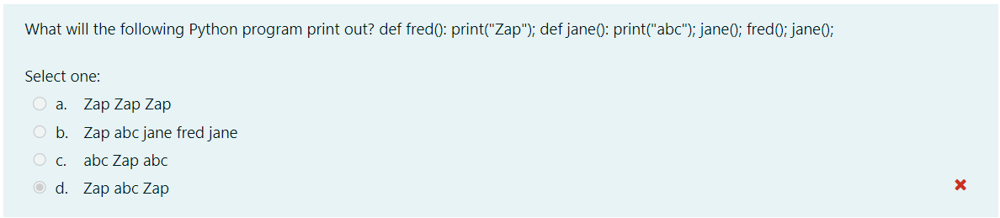 What will the following Python program print out? def fred(): print("Zap"); def jane(): print("abc"); jane(); fred(); jane();
Select one:
a. Zap Zap Zap
b. Zap abc jane fred jane
c. abc Zap abc
d. Zap abc Zap